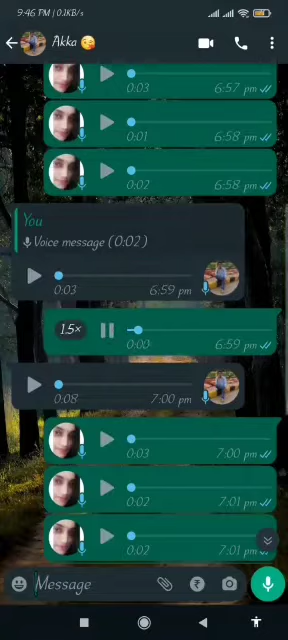 9:46 PM | 0.1KB/s
Akka
0:03 6:57 pm
0:01 6:58 pm
0:02 6:58 pm
You
Voice message (0:02)
0:03 6:59 pm
1.5×
0:00 6:59 pm
0:08 7:00 pm
0:03 7:00 pm
0:02 7:01 pm
0:02 7:01 pm
Message